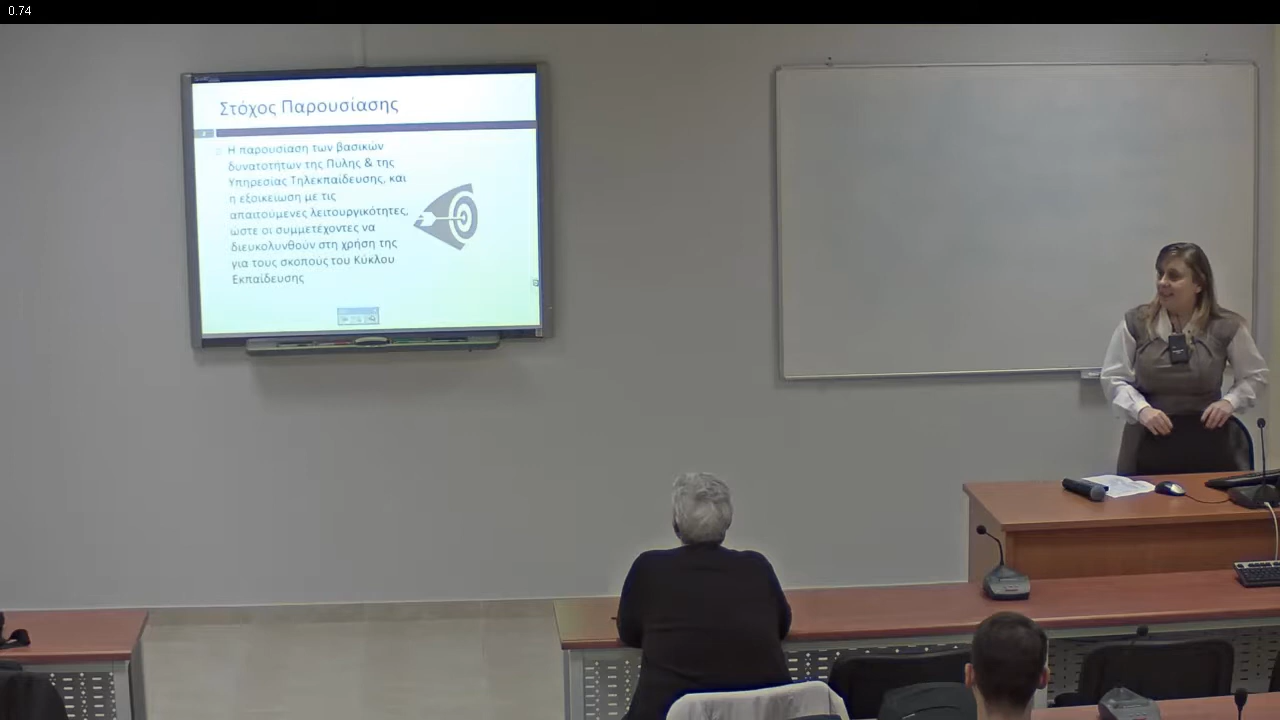 0.74
Στόχος Παρουσίασης
Η παρουσίαση των βασικών
δυνατοτήτων της Πύλης & της
Υπηρεσίας Τηλεκπαίδευσης, και
η εξοικείωση με τις
απαιτούμενες λειτουργικότητες,
ώστε οι συμμετέχοντες να
διευκολυνθούν στη χρήση της
για τους σκοπούς του Κύκλου
Εκπαίδευσης